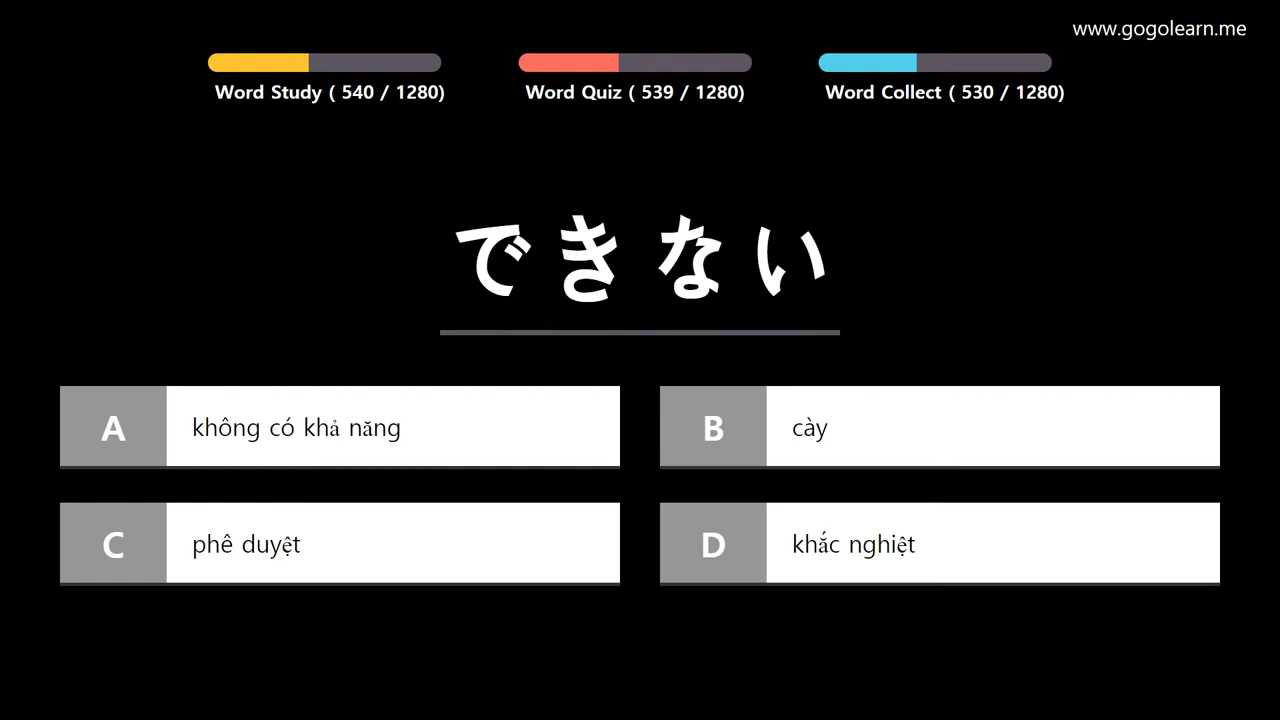 www.gogolearn.me
Word Study ( 540 / 1280)
Word Quiz ( 539 / 1280)
Word Collect ( 530 / 1280)
できない
A không có khả năng
B cày
C phê duyệt
D khắc nghiệt